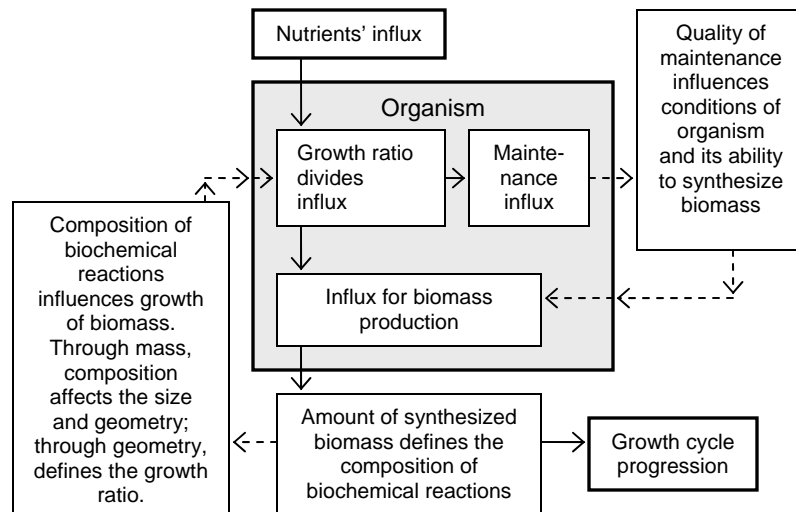 Nutrients’ influx
Quality of
maintenance
influences
conditions of
organism
and its ability
to synthesize
biomass
Organism
Growth ratio
divides
influx
Mainte-
nance
influx
Composition of
biochemical
reactions
influences growth
of biomass.
Through mass,
composition
affects the size
and geometry;
through geometry,
defines the growth
ratio.
Influx for biomass
production
Amount of synthesized
biomass defines the
composition of
biochemical reactions
Growth cycle
progression